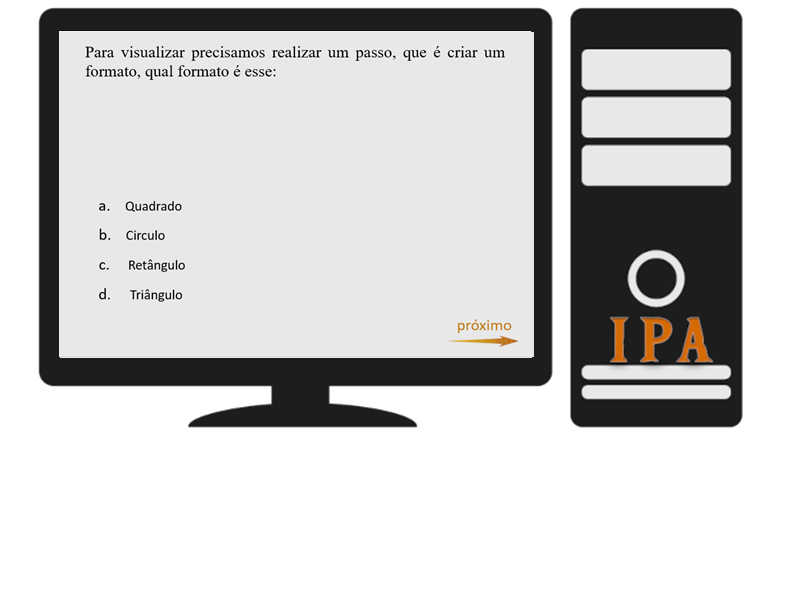 Para visualizar precisamos realizar um passo, que é criar um
formato, qual formato é esse:
a. Quadrado
b. Circulo
c. Retângulo
d. Triângulo
próximo
IPA